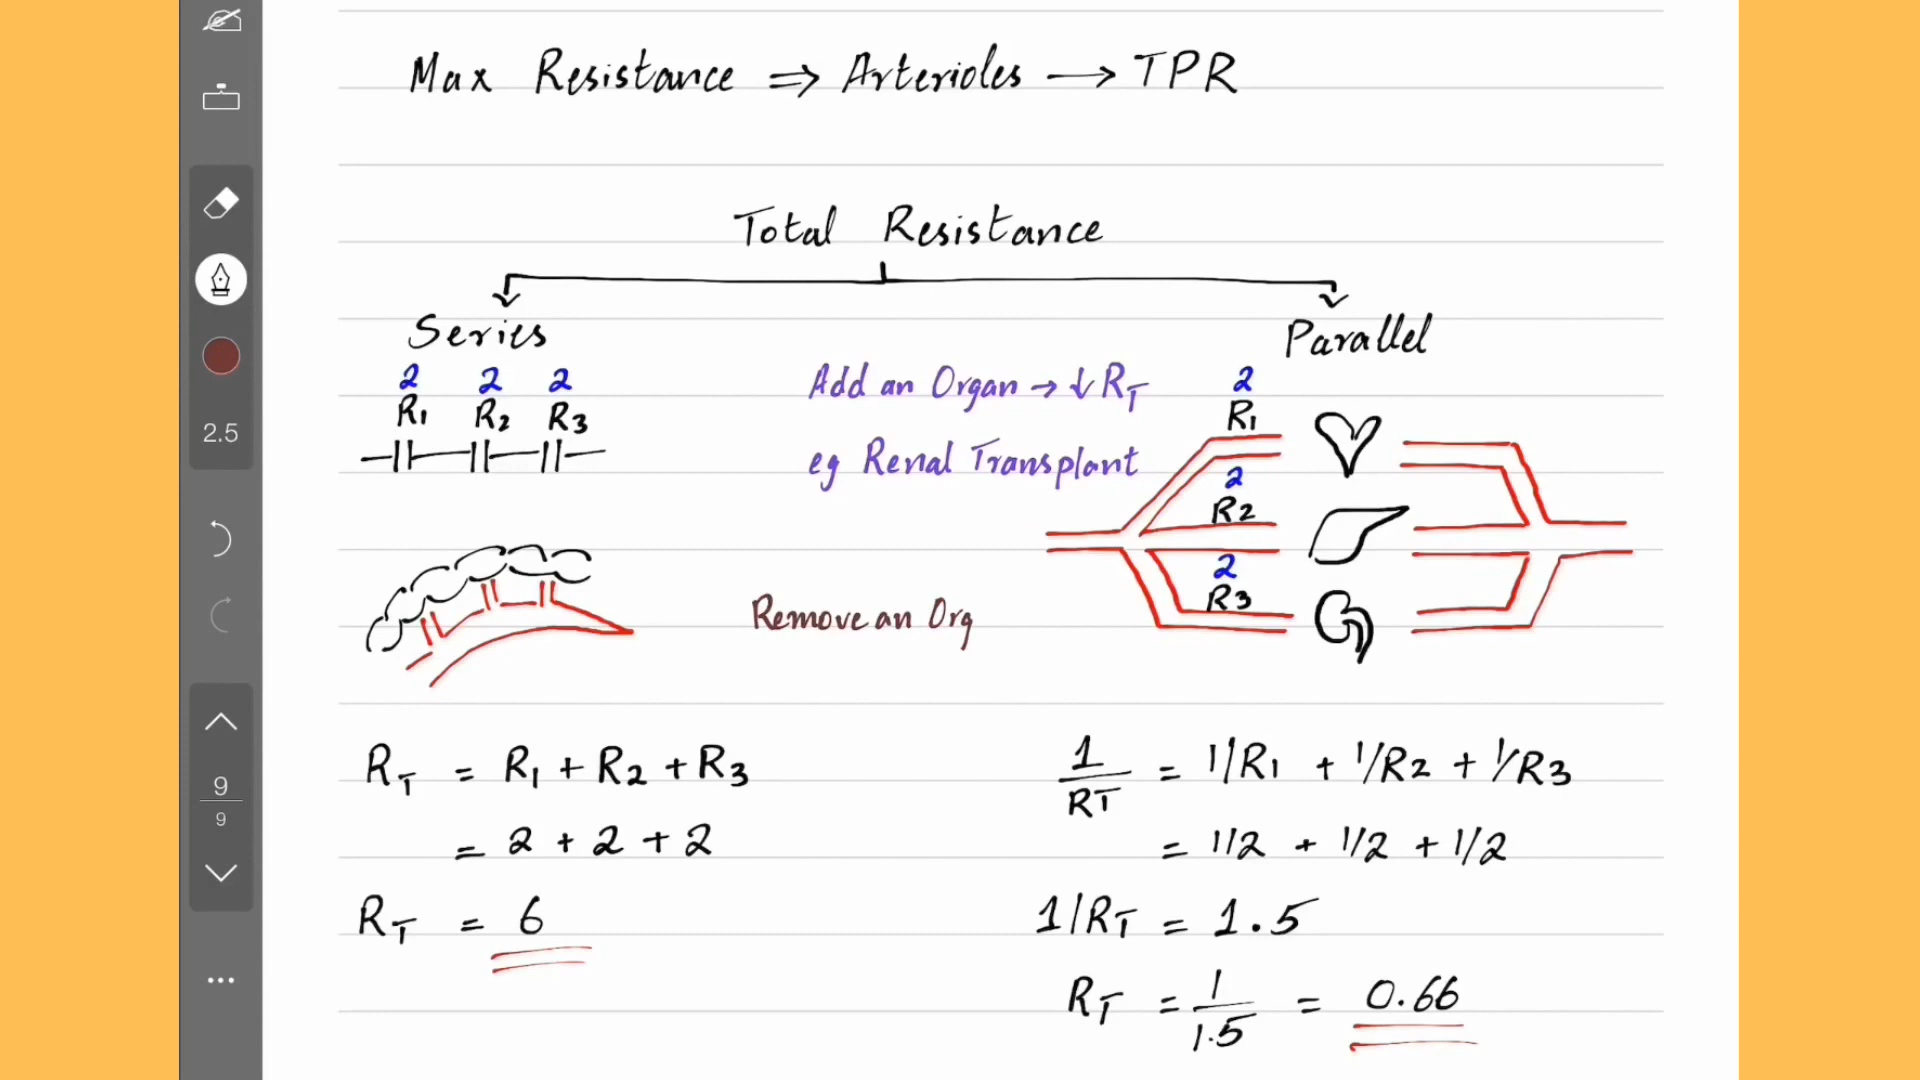 Max Resistance ⇒ Arterioles → TPR
Total Resistance
Series
Parallel
2 2 2
R1 R2 R3
Add an Organ → ↓ RT
eg Renal Transplant
2
R1
2
R2
2
R3
Remove an Org
RT = R1 + R2 + R3
= 2 + 2 + 2
RT = 6
1/RT = 1/R1 + 1/R2 + 1/R3
= 1/2 + 1/2 + 1/2
1/RT = 1.5
RT = 1/1.5 = 0.66
2.5
9
9